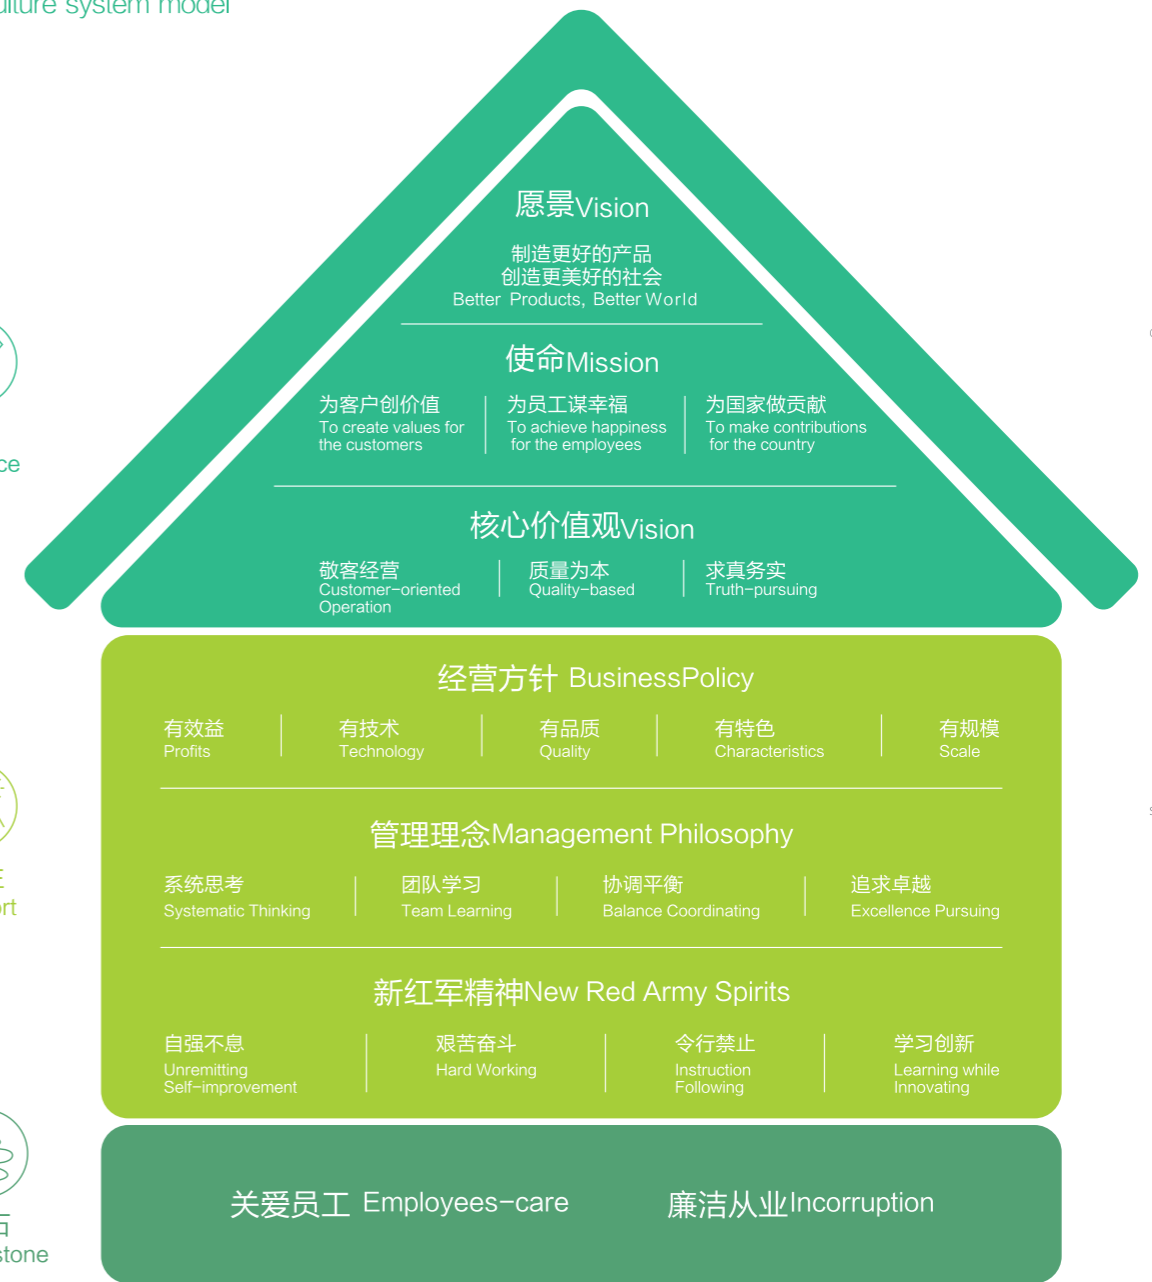 culture system model
愿景Vision
制造更好的产品
创造更美好的社会
Better Products, Better World
使命Mission
为客户创价值
To create values for
the customers
为员工谋幸福
To achieve happiness
for the employees
为国家做贡献
To make contributions
for the country
核心价值观Vision
敬客经营
Customer-oriented
Operation
质量为本
Quality-based
求真务实
Truth-pursuing
经营方针 BusinessPolicy
有效益
Profits
有技术
Technology
有品质
Quality
有特色
Characteristics
有规模
Scale
管理理念Management Philosophy
系统思考
Systematic Thinking
团队学习
Team Learning
协调平衡
Balance Coordinating
追求卓越
Excellence Pursuing
新红军精神New Red Army Spirits
自强不息
Unremitting
Self-improvement
艰苦奋斗
Hard Working
令行禁止
Instruction
Following
学习创新
Learning while
Innovating
关爱员工 Employees-care
廉洁从业Incorruption